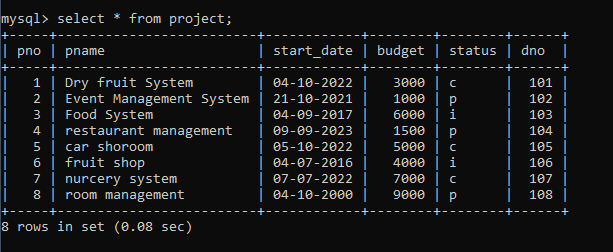 mysql> select * from project;
+-----+-------------------------+------------+--------+--------+------+
| pno | pname                   | start_date | budget | status | dno  |
+-----+-------------------------+------------+--------+--------+------+
|   1 | Dry fruit System        | 04-10-2022 |   3000 | c      |  101 |
|   2 | Event Management System | 21-10-2021 |   1000 | p      |  102 |
|   3 | Food System             | 04-09-2017 |   6000 | i      |  103 |
|   4 | restaurant management   | 09-09-2023 |   1500 | p      |  104 |
|   5 | car shoroom             | 05-10-2022 |   5000 | c      |  105 |
|   6 | fruit shop              | 04-07-2016 |   4000 | i      |  106 |
|   7 | nurcery system          | 07-07-2022 |   7000 | c      |  107 |
|   8 | room management         | 04-10-2000 |   9000 | p      |  108 |
+-----+-------------------------+------------+--------+--------+------+
8 rows in set (0.08 sec)